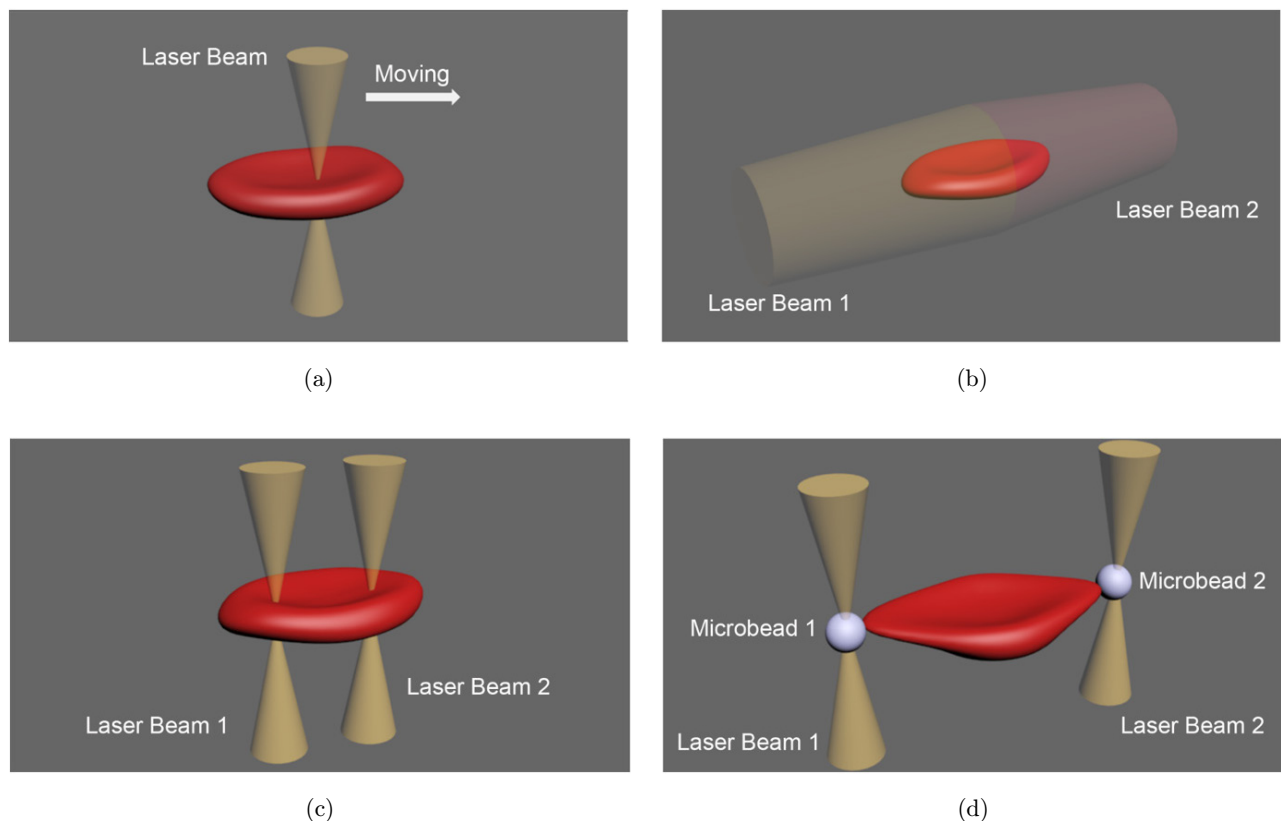 Laser Beam
Moving
(a)
Laser Beam 2
Laser Beam 1
(b)
Laser Beam 2
Laser Beam 1
(c)
Microbead 2
Microbead 1
Laser Beam 2
Laser Beam 1
(d)